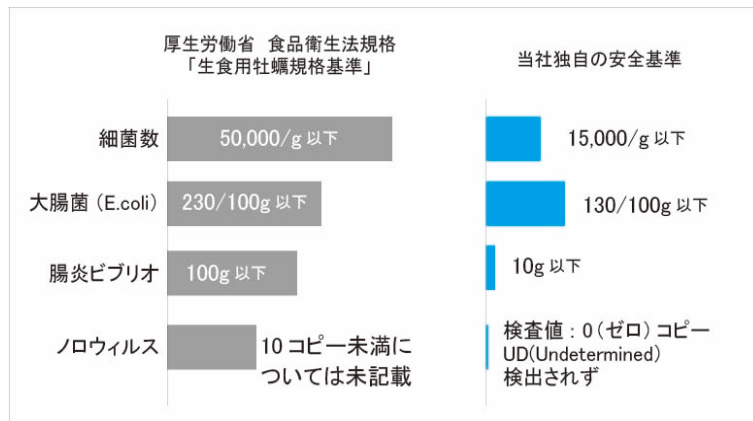 厚生労働省 食品衛生法規格
「生食用牡蠣規格基準」
当社独自の安全基準
細菌数
50,000/g 以下
15,000/g 以下
大腸菌 (E.coli)
230/100g 以下
130/100g 以下
腸炎ビブリオ
100g 以下
10g 以下
ノロウィルス
10 コピー未満に
ついては未記載
検査値：0（ゼロ）コピー
UD(Undetermined)
検出されず